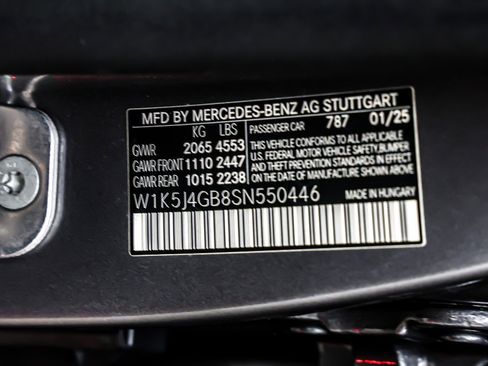 MFD BY MERCEDES-BENZ AG STUTTGART
KG LBS PASSENGER CAR 787 01/25
GVWR 2065 4553
GAWR FRONT 1110 2447
GAWR REAR 1015 2238
THIS VEHICLE CONFORMS TO ALL APPLICABLE
U.S. FEDERAL MOTOR VEHICLE SAFETY, BUMPER
AND THEFT PREVENTION STANDARDS IN EFFECT
ON THE DATE OF MANUFACTURE SHOWN ABOVE
W1K5J4GB8SN550446 MADE IN HUNGARY